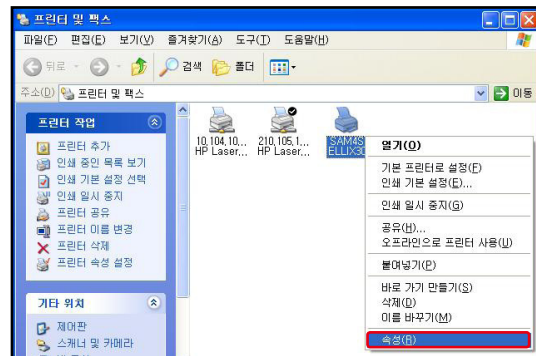 프린터 및 팩스
파일(F) 편집(E) 보기(V) 즐겨찾기(A) 도구(T) 도움말(H)
뒤로 검색 폴더
주소(D) 프린터 및 팩스 이동
프린터 작업
프린터 추가
인쇄 중인 목록 보기
인쇄 기본 설정 선택
인쇄 일시 중지
프린터 공유
프린터 이름 변경
프린터 삭제
프린터 속성 설정
기타 위치
제어판
스캐너 및 카메라
10,104,10... 210,105,1... SAM4S
HP Laser... HP Laser... ELLIX30
열기(O)
기본 프린터로 설정(F)
인쇄 기본 설정(E)...
인쇄 일시 중지(G)
공유(H)...
오프라인으로 프린터 사용(U)
붙여넣기(P)
바로 가기 만들기(S)
삭제(D)
이름 바꾸기(M)
속성(R)